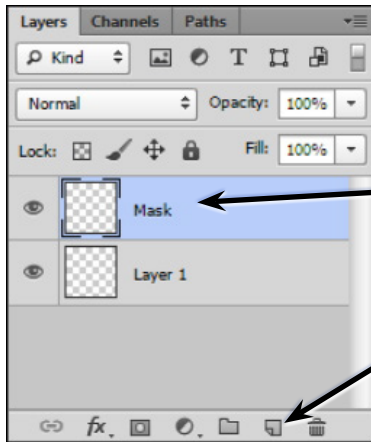 Layers Channels Paths
Kind T
Normal Opacity: 100%
Lock: Fill: 100%
Mask
Layer 1
fx